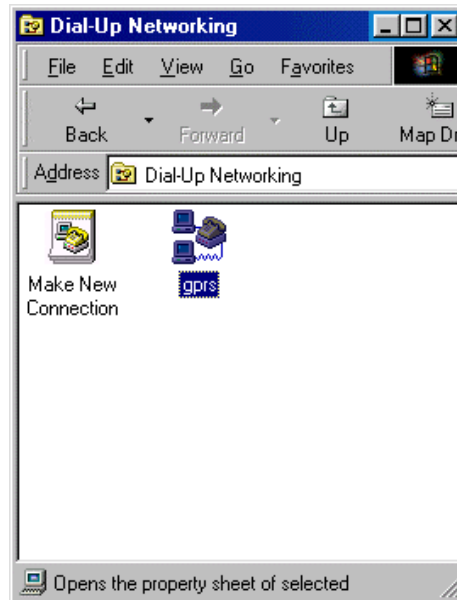 Dial-Up Networking
File Edit View Go Favorites
Back Forward Up Map Dr
Address Dial-Up Networking
Make New Connection
gprs
Opens the property sheet of selected